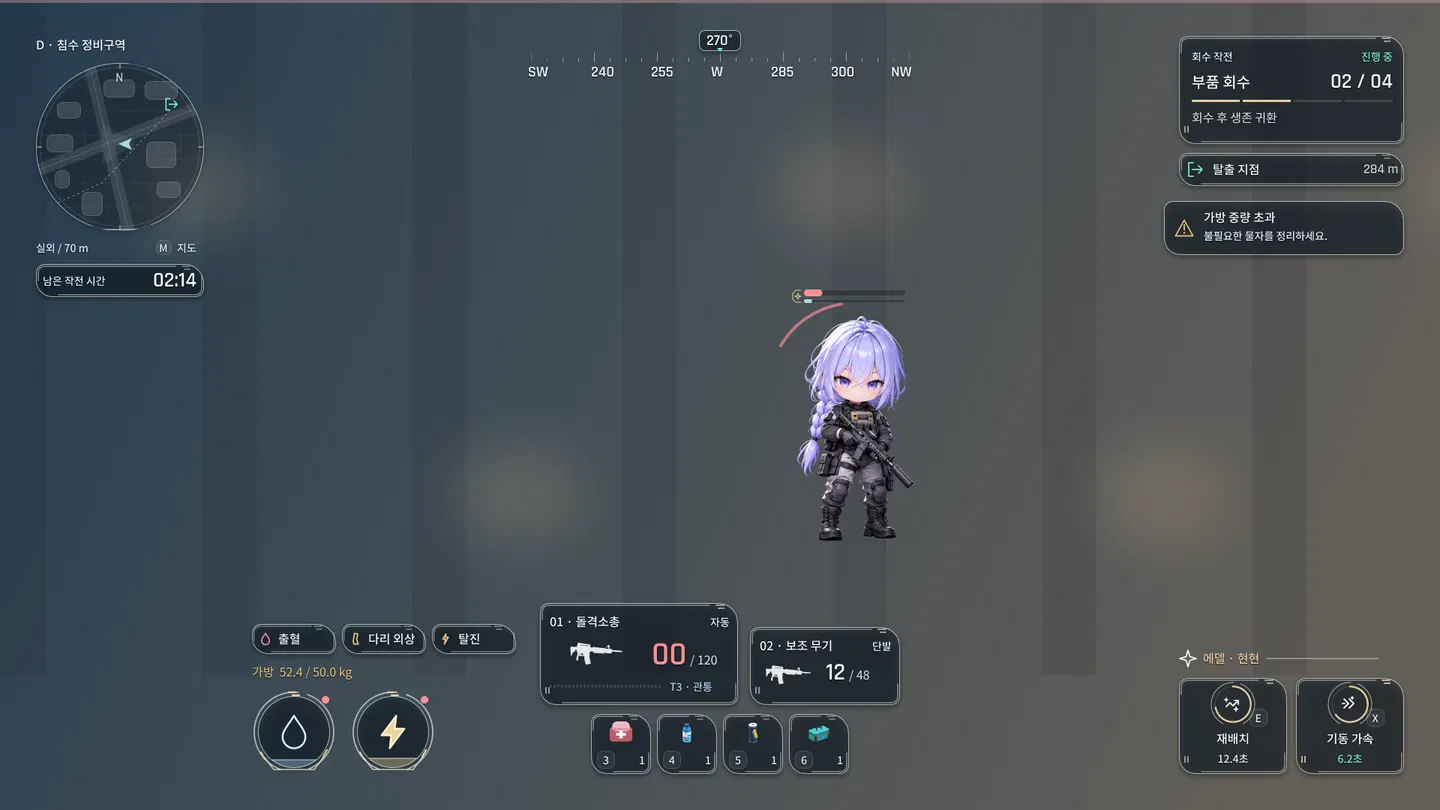 D · 침수 정비구역
N
실외 / 70 m
M 지도
남은 작전 시간 02:14
270°
SW 240 255 W 285 300 NW
회수 작전 진행 중
부품 회수 02 / 04
회수 후 생존 귀환
탈출 지점 284 m
가방 중량 초과
불필요한 물자를 정리하세요.
출혈
다리 외상
탈진
가방 52.4 / 50.0 kg
01 · 돌격소총 자동
00 / 120
T3 · 관통
02 · 보조 무기 단발
12 / 48
3 1
4 1
5 1
6 1
에델 · 현현
E
재배치
12.4초
X
기동 가속
6.2초